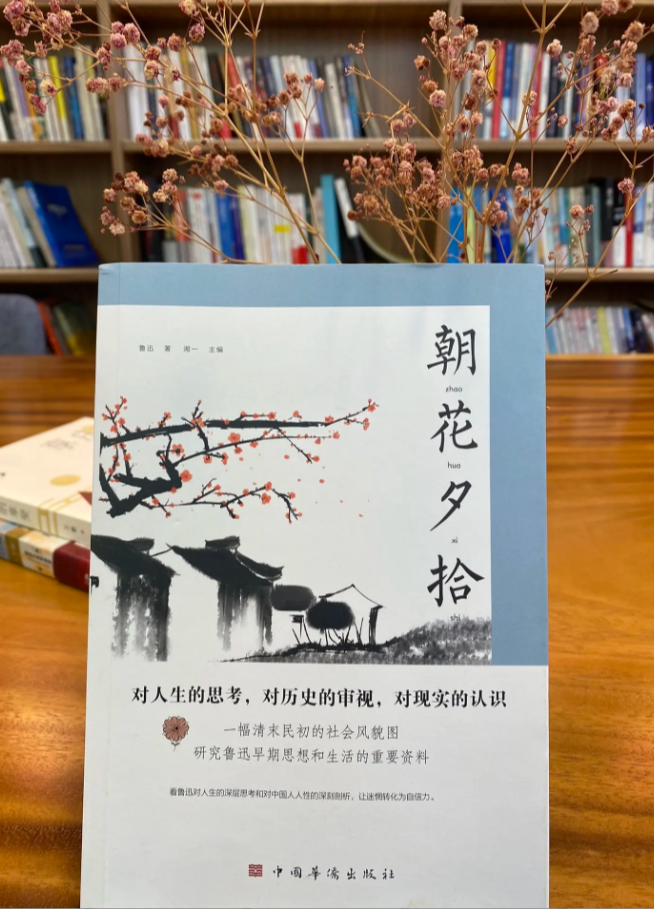 鲁迅 著 闻一 主编
朝
zhao
花
hua
夕
xi
拾
shi
对人生的思考，对历史的审视，对现实的认识
一幅清末民初的社会风貌图
研究鲁迅早期思想和生活的重要资料
看鲁迅对人生的深层思考和对中国人人性的深刻剖析，让迷惘转化为自信力。
中国华侨出版社